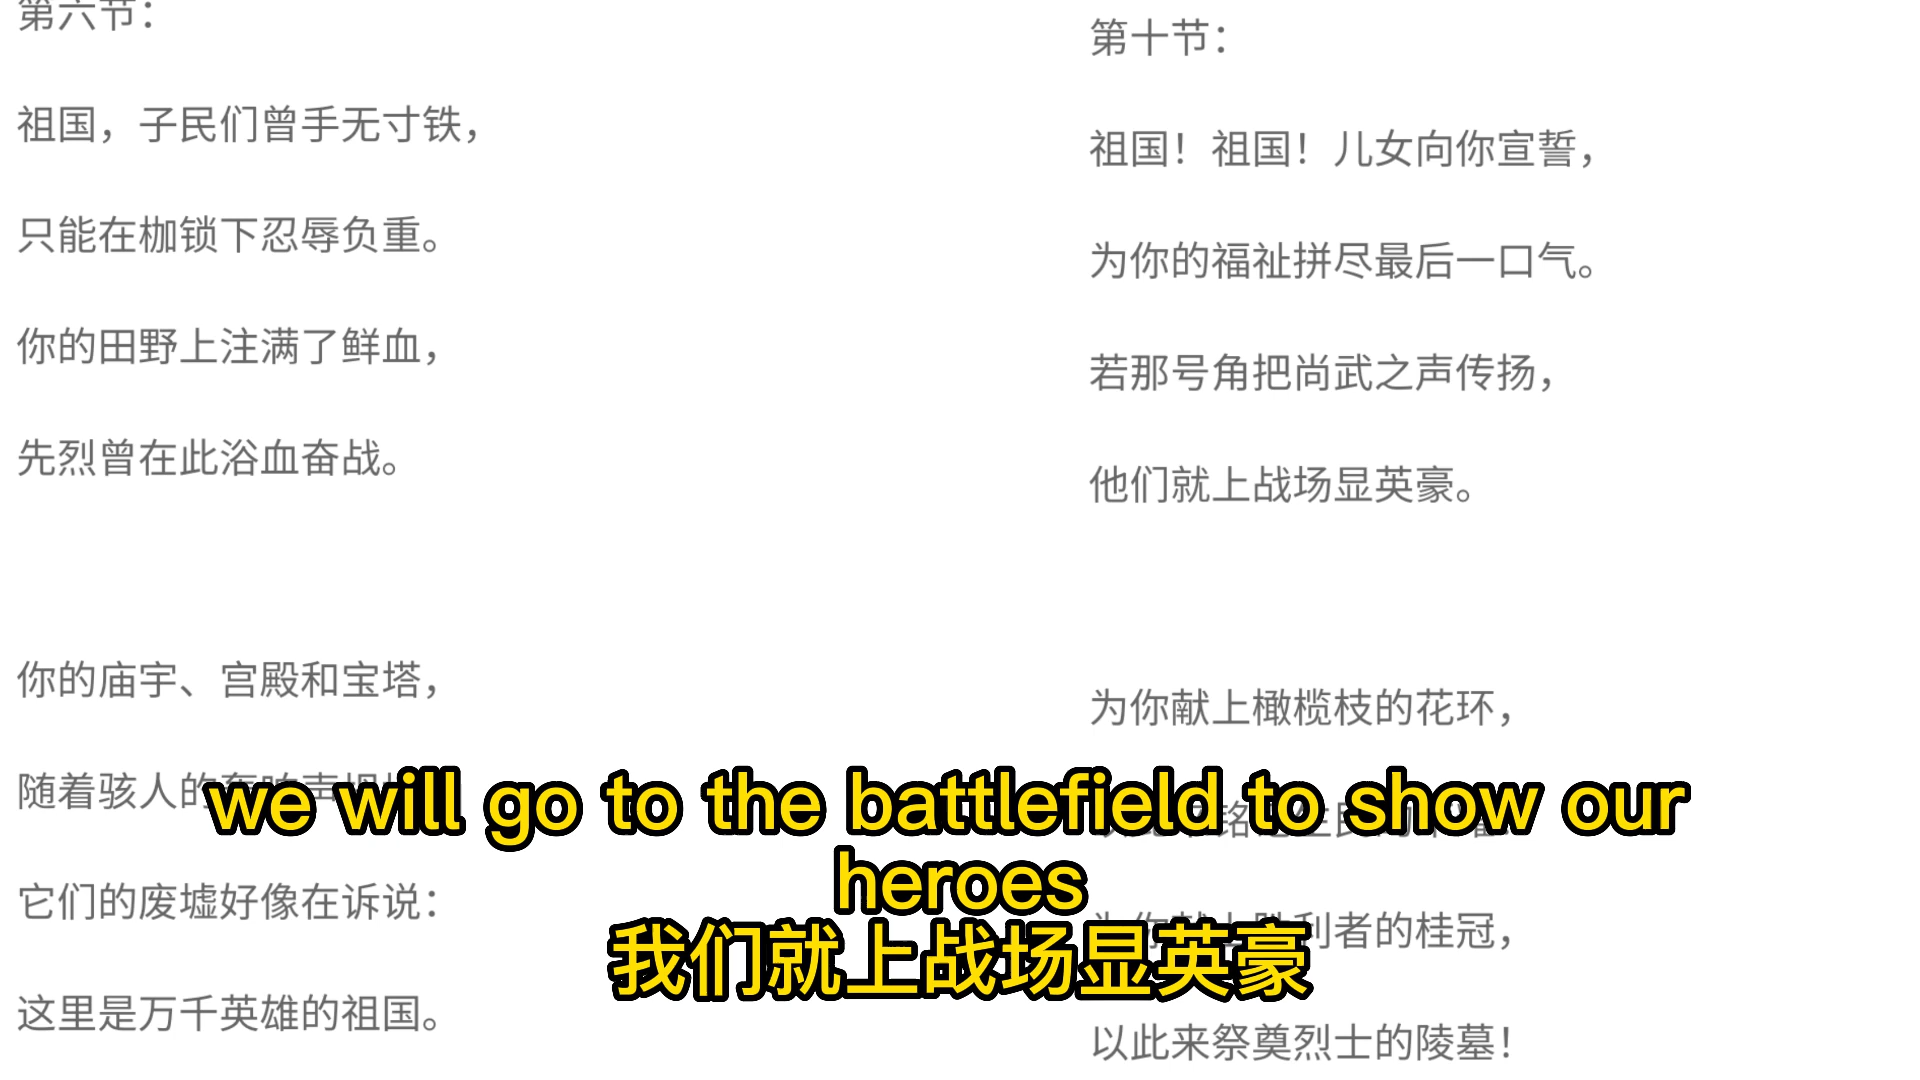 第六节：
祖国，子民们曾手无寸铁，
只能在枷锁下忍辱负重。
你的田野上注满了鲜血，
先烈曾在此浴血奋战。
你的庙宇、宫殿和宝塔，
随着骇人的
它们的废墟好像在诉说：
这里是万千英雄的祖国。
第十节：
祖国！祖国！儿女向你宣誓，
为你的福祉拼尽最后一口气。
若那号角把尚武之声传扬，
他们就上战场显英豪。
为你献上橄榄枝的花环，
利者的桂冠，
以此来祭奠烈士的陵墓！
we will go to the battlefield to show our
heroes
我们就上战场显英豪